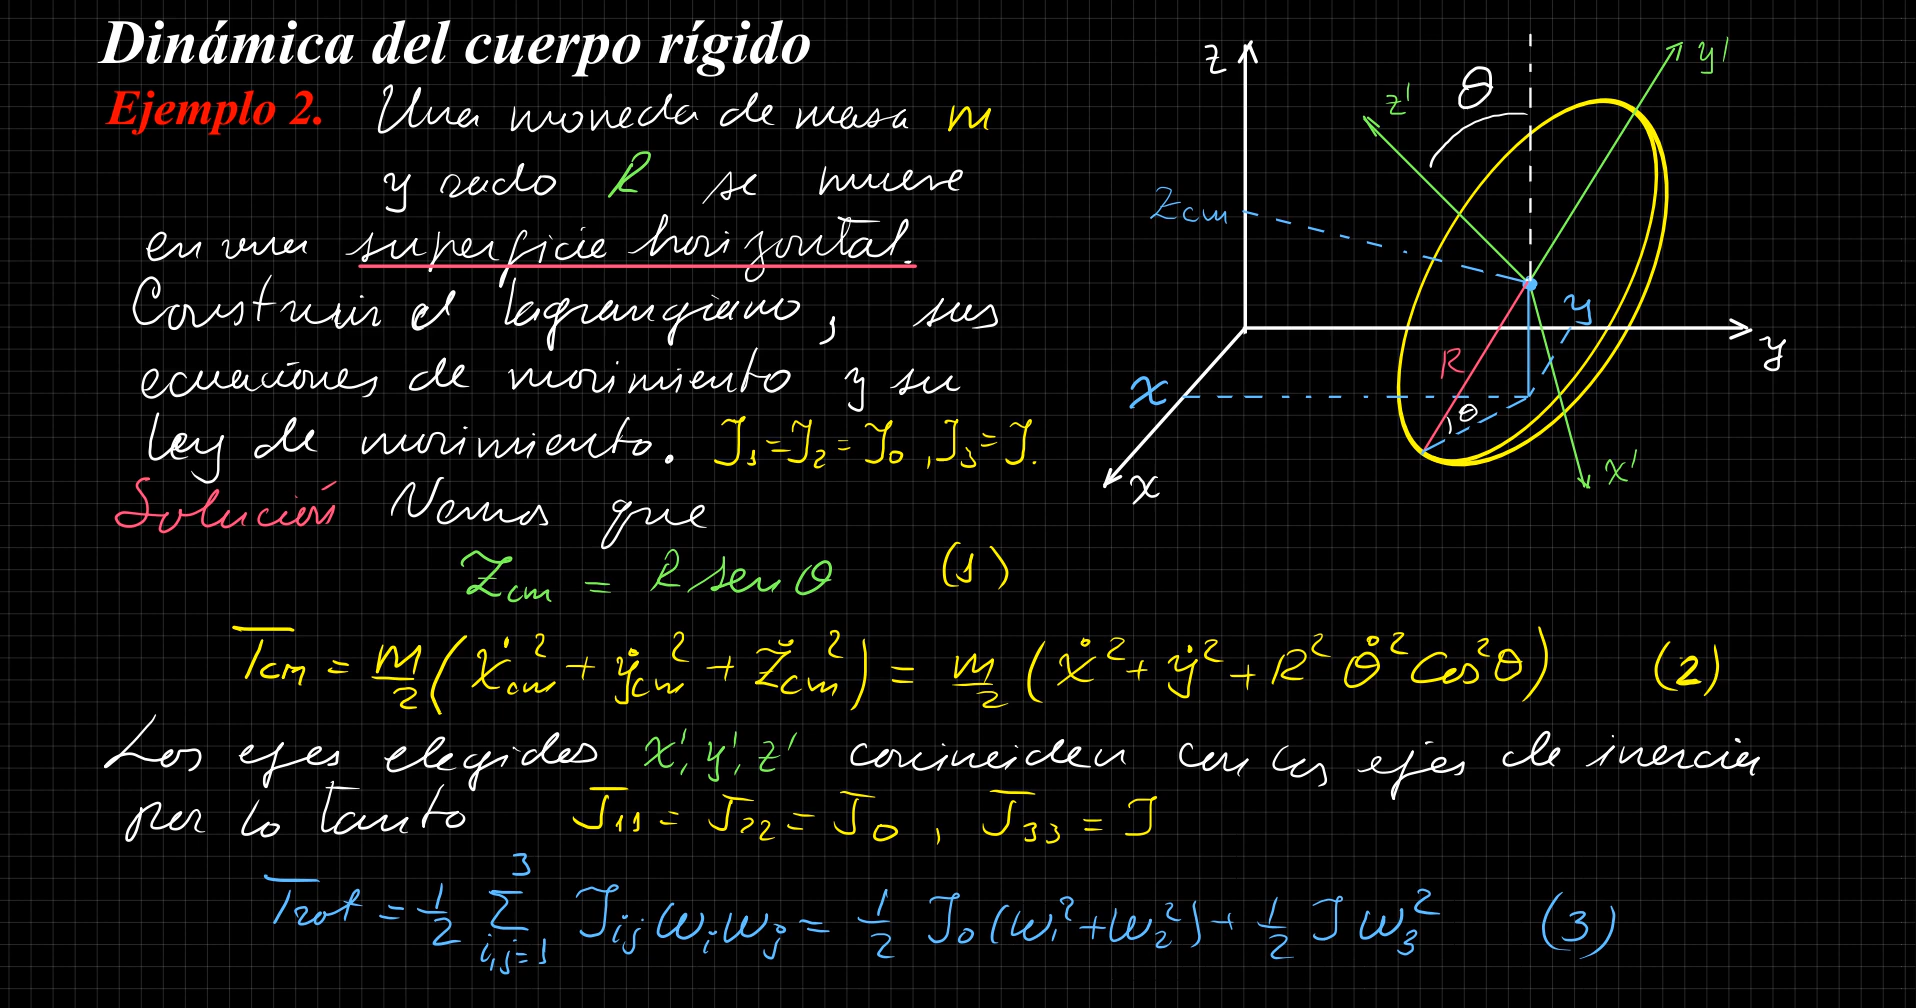 Dinámica del cuerpo rígido
Ejemplo 2. Una moneda de masa m
y radio R se mueve
en una superficie horizontal.
Construir el lagrangiano, sus
ecuaciones de movimiento y su
ley de movimiento. J₁=J₂=J₀, J₃=J.
Solución Vemos que
Z_cm = R sen θ (1)
T_cm = m/2 (ẋ_cm² + ẏ_cm² + ż_cm²) = m/2 (ẋ² + ẏ² + R² θ̇² Cos²θ) (2)
Los ejes elegidos x', y', z' coinciden con los ejes de inercia
por lo tanto J₁₁ = J₂₂ = J₀, J₃₃ = J
T_rot = 1/2 Σ_{i,j=1}^{3} J_ij ω_i ω_j = 1/2 J₀ (ω₁² + ω₂²) + 1/2 J ω₃² (3)
z
z'
θ
y'
Z_cm
y
y
R
x
θ
x'
x